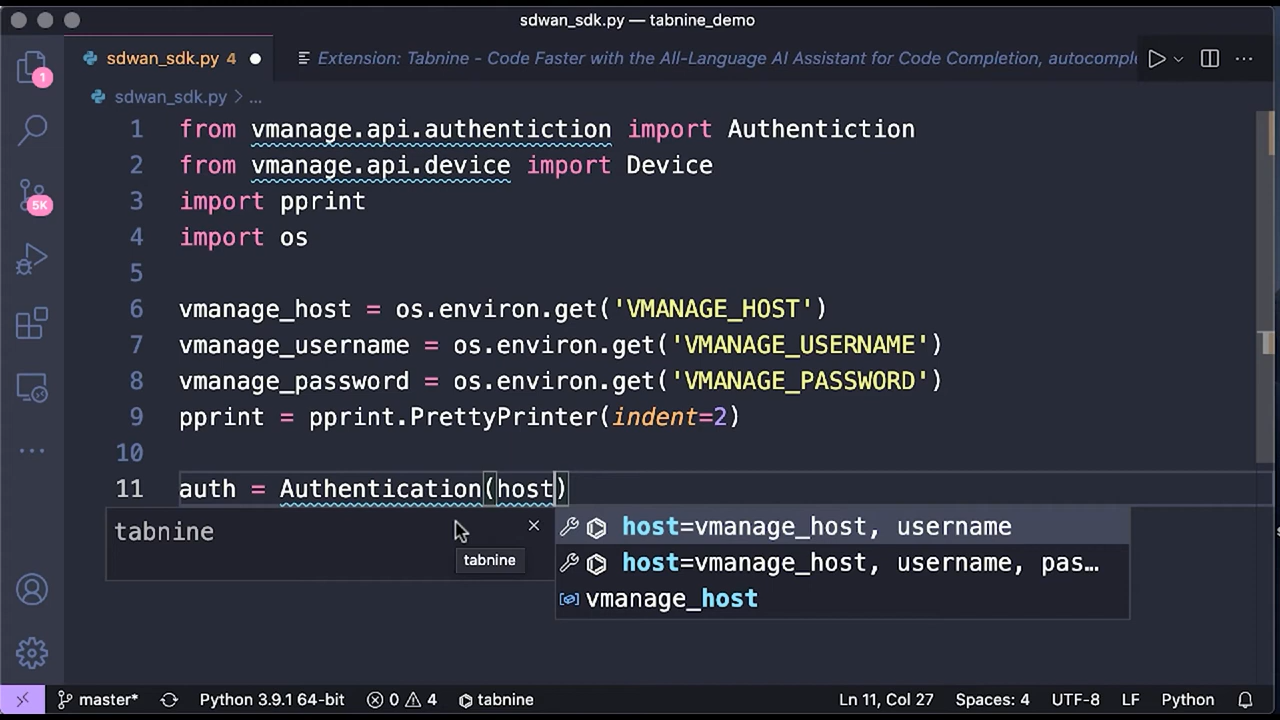 sdwan_sdk.py — tabnine_demo
sdwan_sdk.py 4
Extension: Tabnine - Code Faster with the All-Language AI Assistant for Code Completion, autocomple
sdwan_sdk.py > ...
1 from vmanage.api.authentiction import Authentiction
2 from vmanage.api.device import Device
3 import pprint
4 import os
5
6 vmanage_host = os.environ.get('VMANAGE_HOST')
7 vmanage_username = os.environ.get('VMANAGE_USERNAME')
8 vmanage_password = os.environ.get('VMANAGE_PASSWORD')
9 pprint = pprint.PrettyPrinter(indent=2)
10
11 auth = Authentication(host)
tabnine
tabnine
host=vmanage_host, username
host=vmanage_host, username, pas…
vmanage_host
1
5K
master* Python 3.9.1 64-bit 0 4 tabnine Ln 11, Col 27 Spaces: 4 UTF-8 LF Python